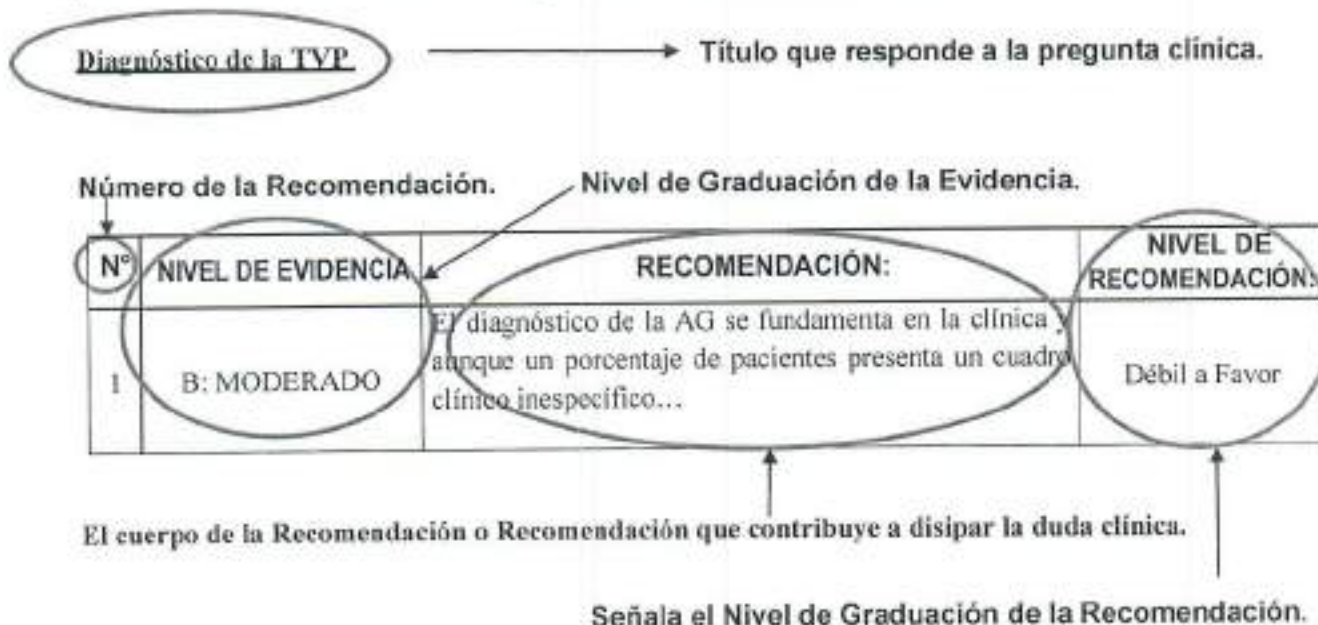 Diagnóstico de la TVP
Título que responde a la pregunta clínica.
Número de la Recomendación.
Nivel de Graduación de la Evidencia.
N°
NIVEL DE EVIDENCIA
RECOMENDACIÓN:
NIVEL DE
RECOMENDACIÓN:
1
B: MODERADO
El diagnóstico de la AG se fundamenta en la clínica y
aunque un porcentaje de pacientes presenta un cuadro
clínico inespecífico...
Débil a Favor
El cuerpo de la Recomendación o Recomendación que contribuye a disipar la duda clínica.
Señala el Nivel de Graduación de la Recomendación.